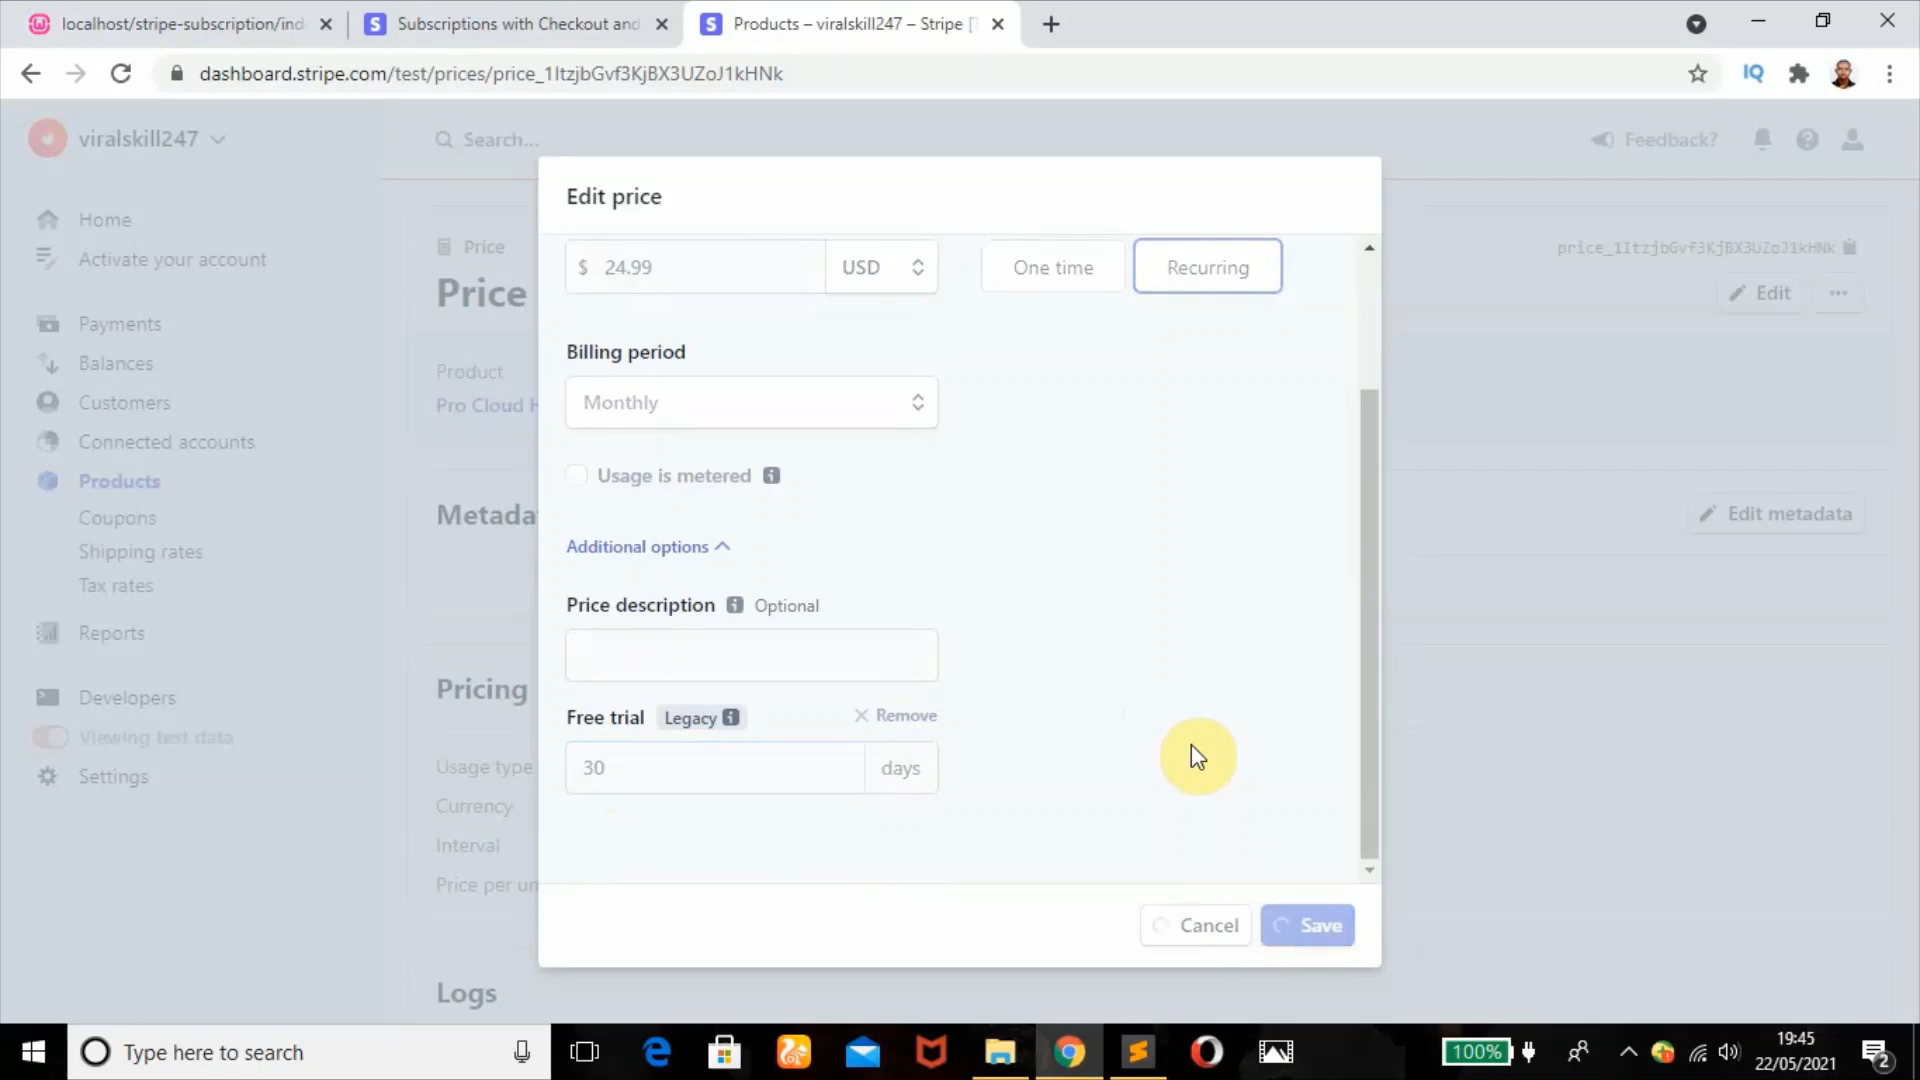 localhost/stripe-subscription/ind
Subscriptions with Checkout and
Products – viralskill247 – Stripe [T
dashboard.stripe.com/test/prices/price_1ItzjbGvf3KjBX3UZoJ1kHNk
IQ
viralskill247
Search...
Feedback?
Home
Activate your account
Payments
Balances
Customers
Connected accounts
Products
Coupons
Shipping rates
Tax rates
Reports
Developers
Viewing test data
Settings
Price
price_1ItzjbGvf3KjBX3UZoJ1kHNk
Price
Edit
Product
Pro Cloud H
Metada
Edit metadata
Pricing
Usage type
Currency
Interval
Price per un
Logs
Edit price
$ 24.99
USD
One time
Recurring
Billing period
Monthly
Usage is metered
Additional options
Price description Optional
Free trial Legacy
Remove
30
days
Cancel
Save
Type here to search
100%
19:45
22/05/2021
2